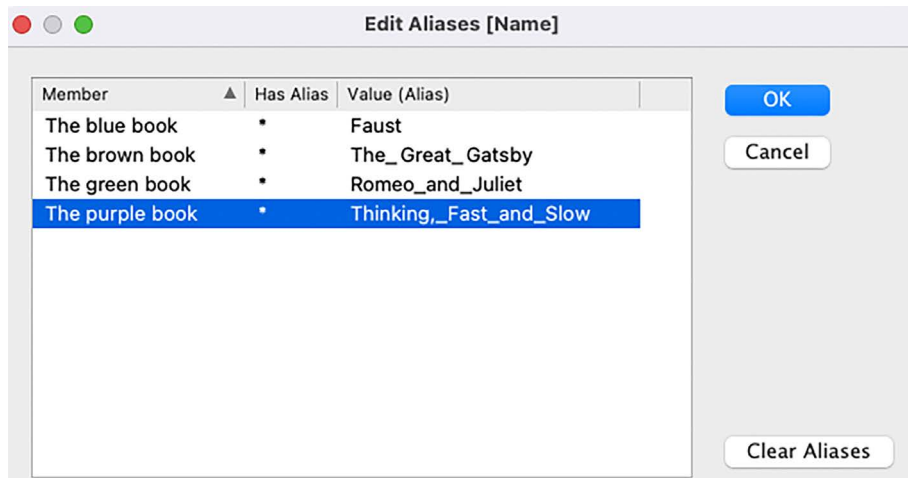 Edit Aliases [Name]
Member ▲ Has Alias Value (Alias)
The blue book * Faust
The brown book * The_Great_Gatsby
The green book * Romeo_and_Juliet
The purple book * Thinking,_Fast_and_Slow
OK
Cancel
Clear Aliases